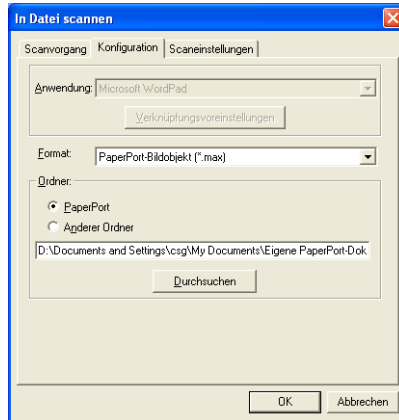 In Datei scannen
Scanvorgang Konfiguration Scaneinstellungen
Anwendung: Microsoft WordPad
Verknüpfungsvoreinstellungen
Format: PaperPort-Bildobjekt (*.max)
Ordner:
PaperPort
Anderer Ordner
D:\Documents and Settings\csg\My Documents\Eigene PaperPort-Dok
Durchsuchen
OK Abbrechen